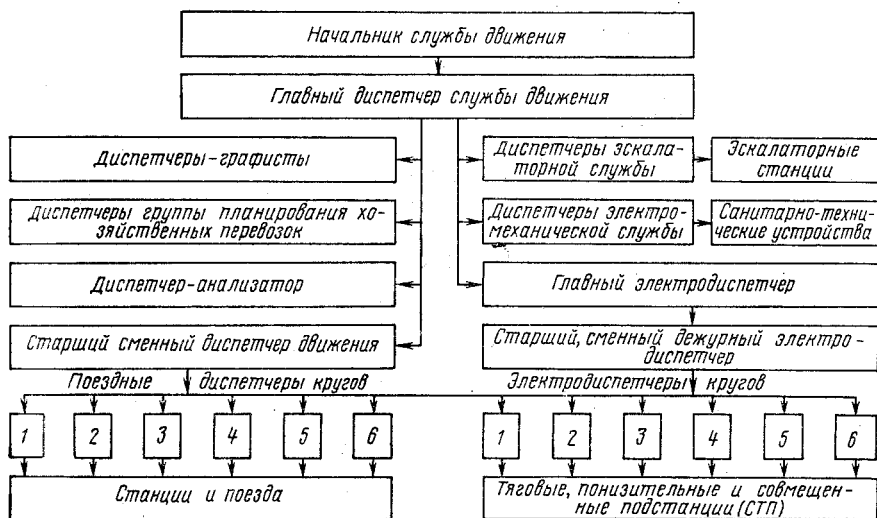 Начальник службы движения
Главный диспетчер службы движения
Диспетчеры-графисты
Диспетчеры эскала-
торной службы
Эскалаторные
станции
Диспетчеры группы планирования хо-
зяйственных перевозок
Диспетчеры электро-
механической службы
Санитарно-техни-
ческие устройства
Диспетчер-анализатор
Главный электродиспетчер
Старший сменный диспетчер движения
Старший, сменный дежурный электро-
диспетчер
Поездные диспетчеры кругов
Электродиспетчеры кругов
1 2 3 4 5 6
1 2 3 4 5 6
Станции и поезда
Тяговые, понизительные и совмещен-
ные подстанции (СТП)